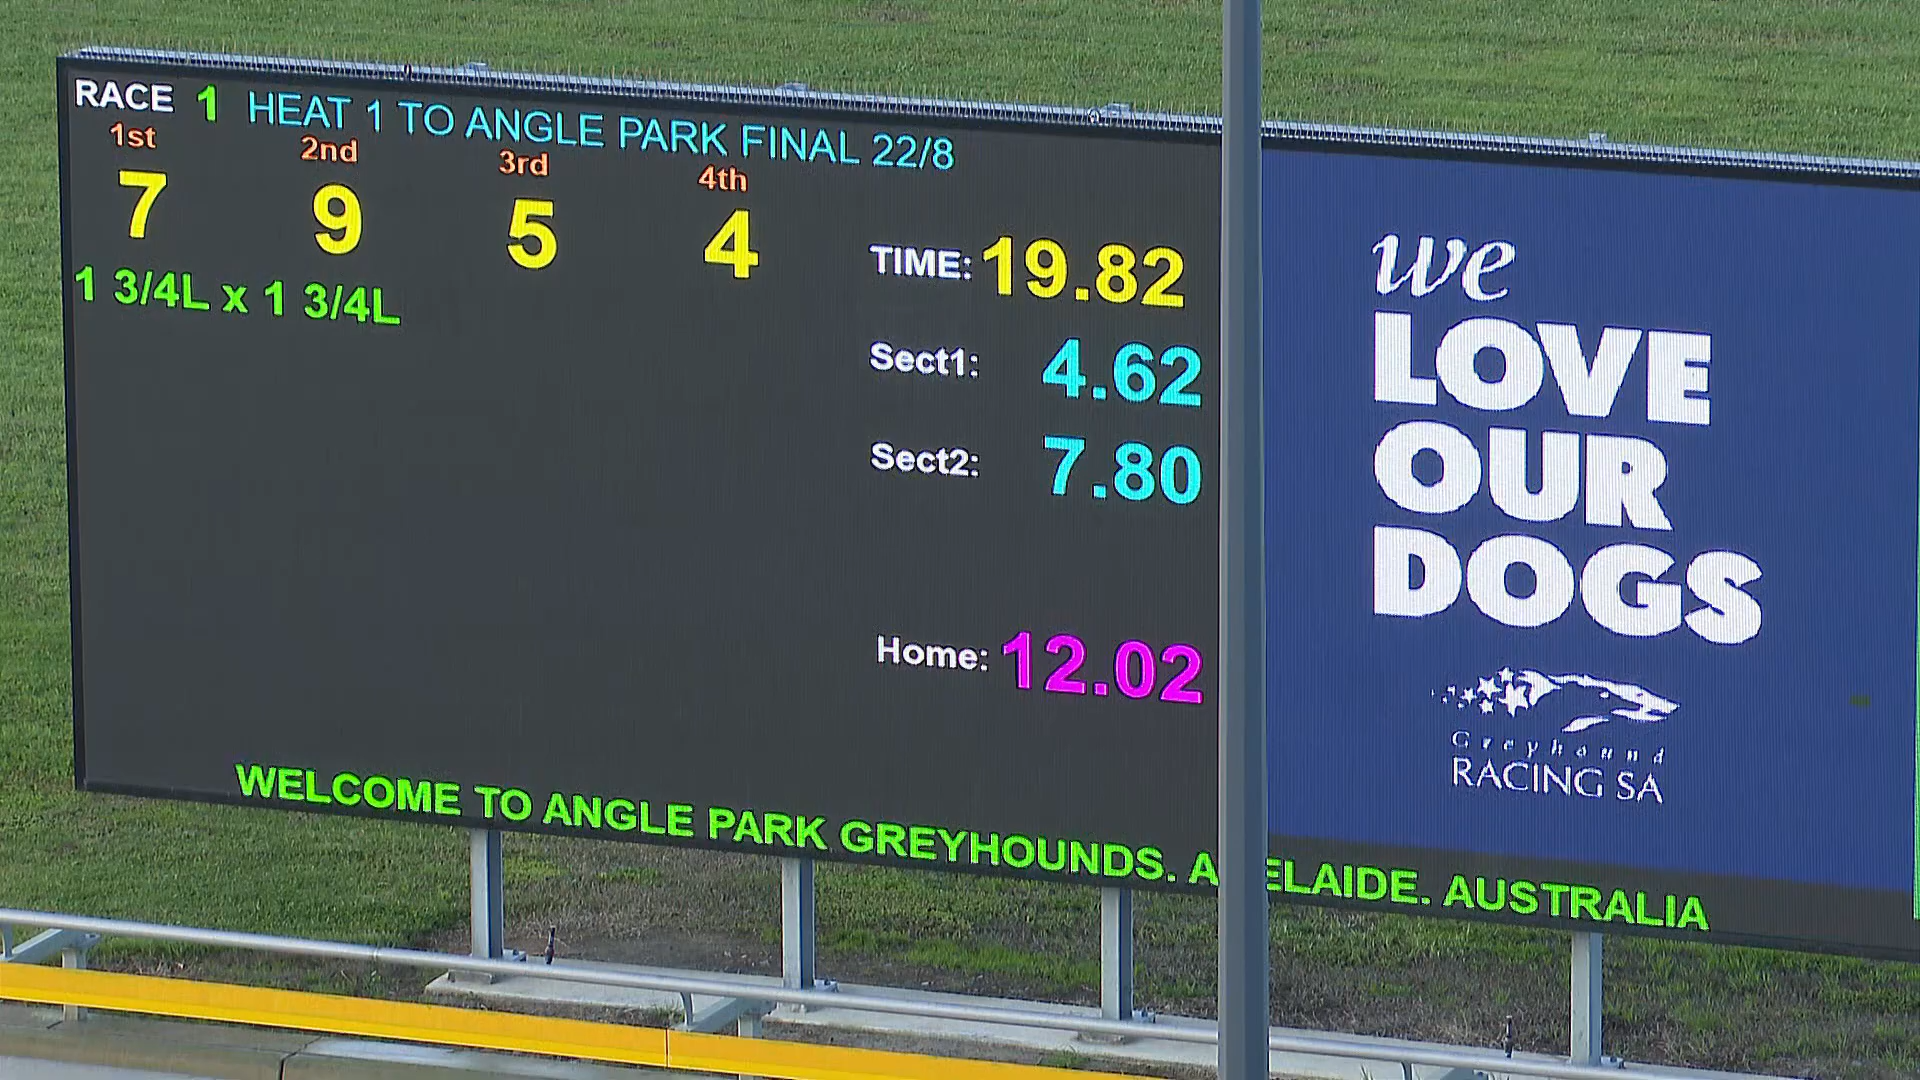 RACE 1 HEAT 1 TO ANGLE PARK FINAL 22/8
1st 2nd 3rd 4th
7 9 5 4
1 3/4L x 1 3/4L
TIME: 19.82
Sect1: 4.62
Sect2: 7.80
Home: 12.02
we
LOVE
OUR
DOGS
Greyhound
RACING SA
WELCOME TO ANGLE PARK GREYHOUNDS. A ELAIDE. AUSTRALIA